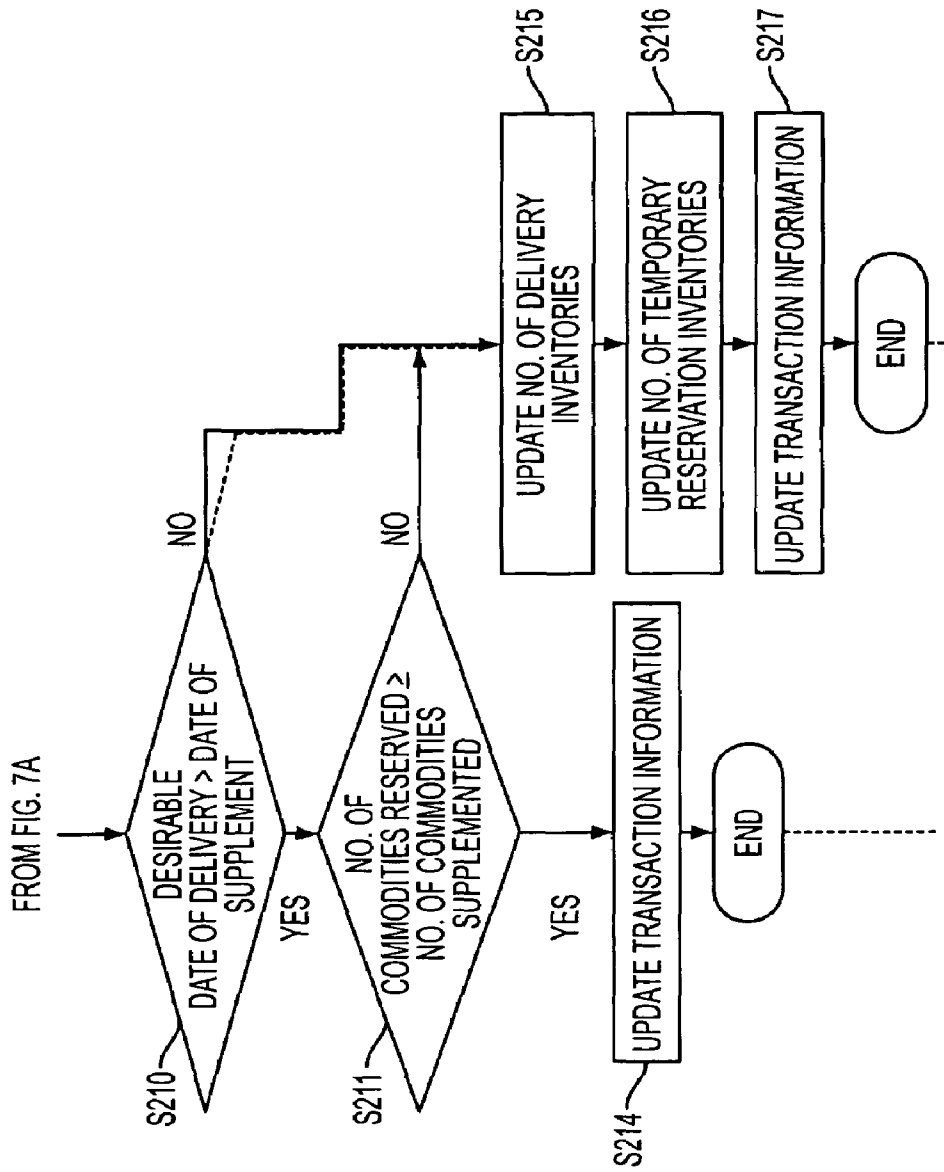 FROM FIG. 7A
S210
DESIRABLE
DATE OF DELIVERY > DATE OF
SUPPLEMENT
NO
YES
S211
NO. OF
COMMODITIES RESERVED ≥
NO. OF COMMODITIES
SUPPLEMENTED
NO
YES
S214
UPDATE TRANSACTION INFORMATION
END
S215
UPDATE NO. OF DELIVERY
INVENTORIES
S216
UPDATE NO. OF TEMPORARY
RESERVATION INVENTORIES
S217
UPDATE TRANSACTION INFORMATION
END